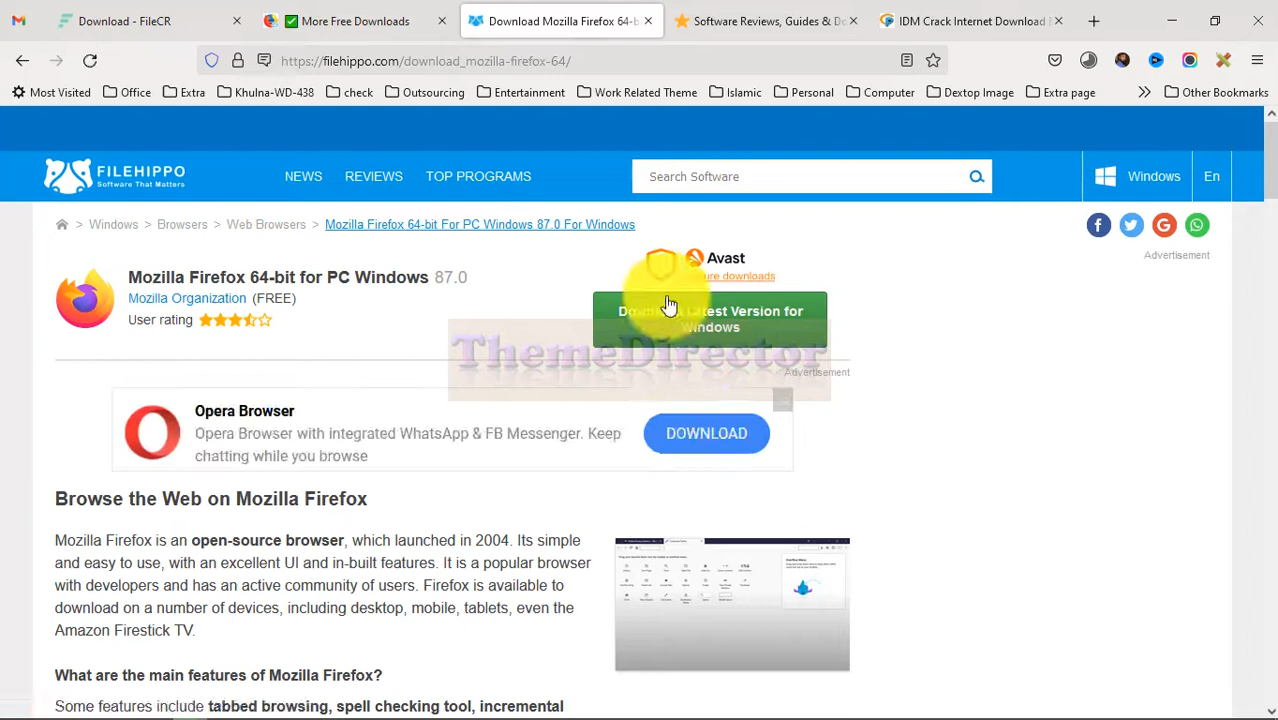 Download - FileCR
More Free Downloads
Download Mozilla Firefox 64-b
Software Reviews, Guides & Do
IDM Crack Internet Download M
https://filehippo.com/download_mozilla-firefox-64/
Most Visited
Office
Extra
Khulna-WD-438
check
Outsourcing
Entertainment
Work Related Theme
Islamic
Personal
Computer
Dextop Image
Extra page
Other Bookmarks
FILEHIPPO
Software That Matters
NEWS
REVIEWS
TOP PROGRAMS
Search Software
Windows
En
> Windows > Browsers > Web Browsers > Mozilla Firefox 64-bit For PC Windows 87.0 For Windows
Advertisement
Avast
downloads
Mozilla Firefox 64-bit for PC Windows 87.0
Mozilla Organization (FREE)
User rating
Download Latest Version for
Windows
ThemeDirector
Advertisement
Opera Browser
Opera Browser with integrated WhatsApp & FB Messenger. Keep
chatting while you browse
DOWNLOAD
Browse the Web on Mozilla Firefox
Mozilla Firefox is an open-source browser, which launched in 2004. Its simple
and easy to use, with an excellent UI and in-built features. It is a popular browser
with developers and has an active community of users. Firefox is available to
download on a number of devices, including desktop, mobile, tablets, even the
Amazon Firestick TV.
What are the main features of Mozilla Firefox?
Some features include tabbed browsing, spell checking tool, incremental